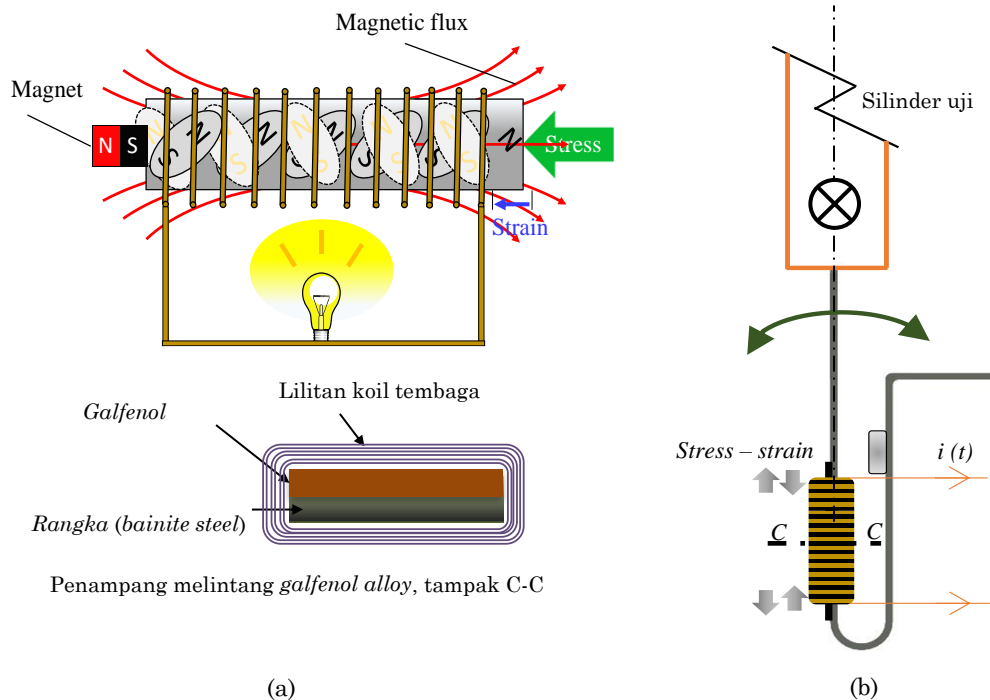 Magnetic flux
Magnet
N S
N
S
N
S
N
S
N
S
N
S
N
S
N
S
N
Stress
Strain
Lilitan koil tembaga
Galfenol
Rangka (bainite steel)
Penampang melintang galfenol alloy, tampak C-C
(a)
Silinder uji
Stress – strain
i (t)
C
C
(b)